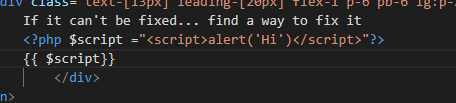 div class="text-[13px] leading-[20px] flex-1 p-6 pb-6 lg:p-
If it can't be fixed... find a way to fix it
<?php $script ="<script>alert('Hi')</script>"?>
{{ $script}}
</div>
n>